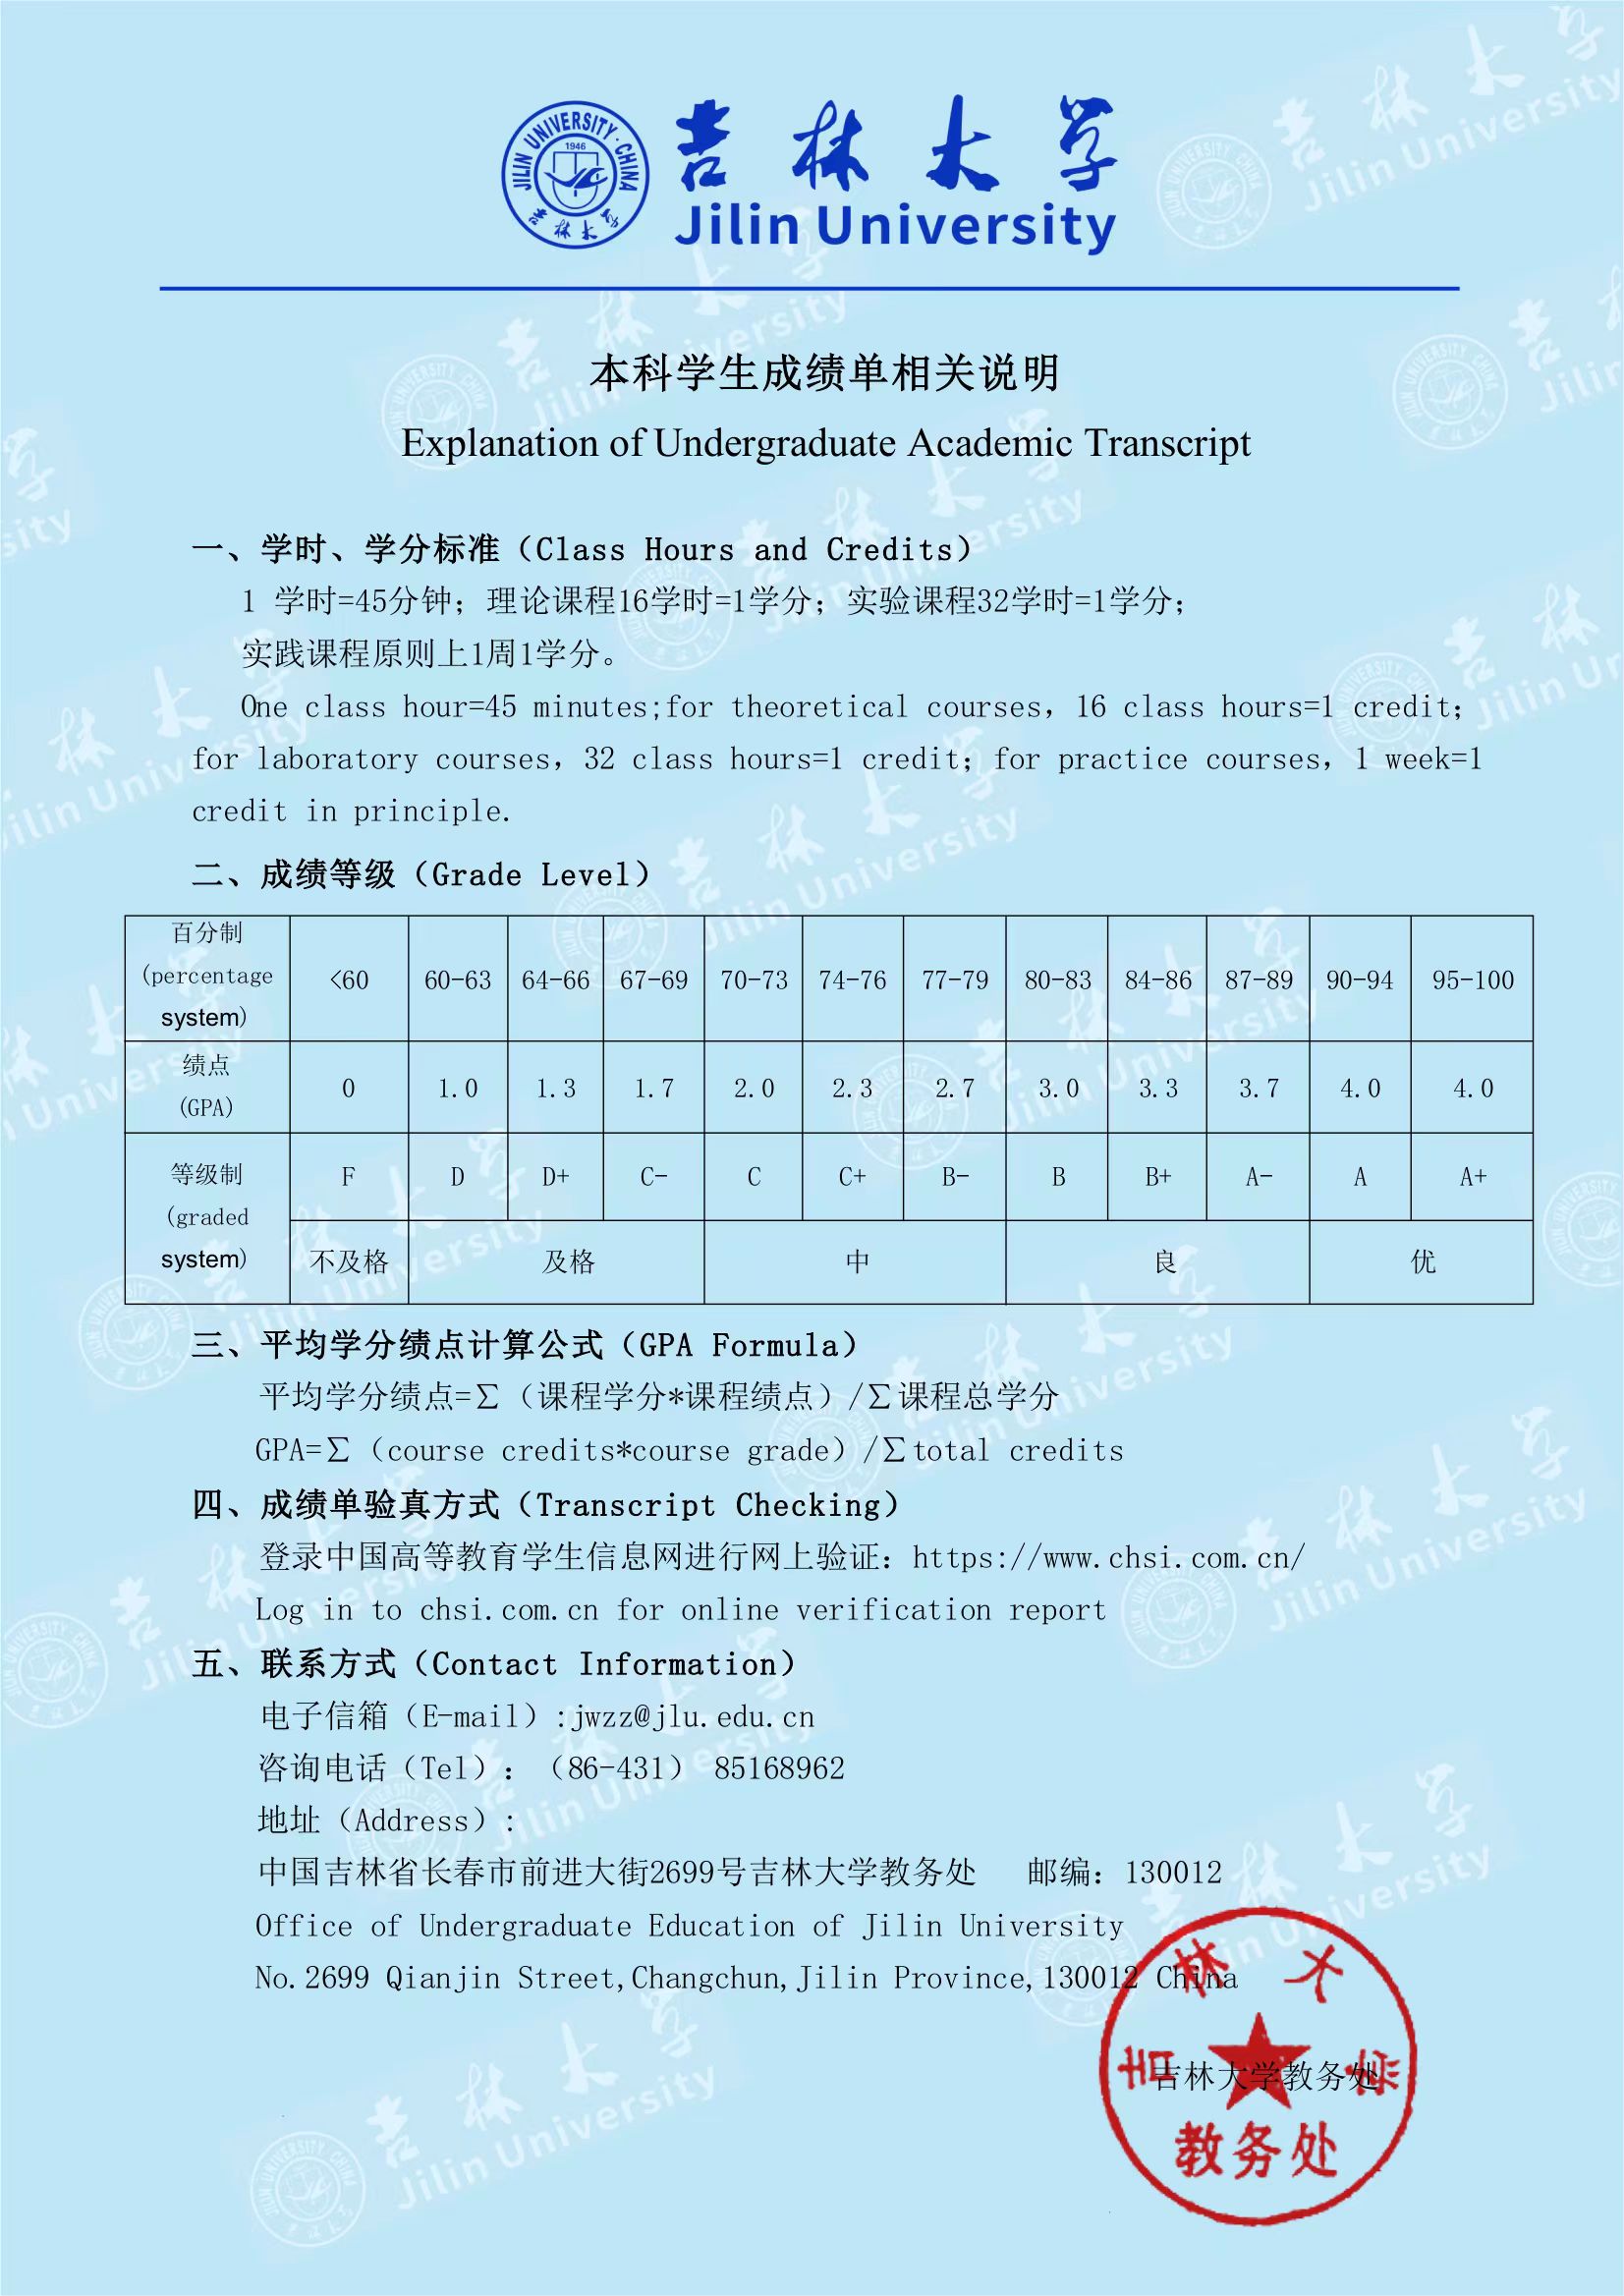 JILIN UNIVERSITY·CHINA
1946
吉林大学
吉林大学
Jilin University
本科学生成绩单相关说明
Explanation of Undergraduate Academic Transcript
一、学时、学分标准（Class Hours and Credits）
1 学时=45分钟；理论课程16学时=1学分；实验课程32学时=1学分；
实践课程原则上1周1学分。
One class hour=45 minutes;for theoretical courses，16 class hours=1 credit；
for laboratory courses，32 class hours=1 credit；for practice courses，1 week=1
credit in principle.
二、成绩等级（Grade Level）
百分制
(percentage
system)
<60 60-63 64-66 67-69 70-73 74-76 77-79 80-83 84-86 87-89 90-94 95-100
绩点
(GPA)
0 1.0 1.3 1.7 2.0 2.3 2.7 3.0 3.3 3.7 4.0 4.0
等级制
(graded
system)
F D D+ C- C C+ B- B B+ A- A A+
不及格 及格 中 良 优
三、平均学分绩点计算公式（GPA Formula）
平均学分绩点=∑（课程学分*课程绩点）/∑课程总学分
GPA=∑（course credits*course grade）/∑total credits
四、成绩单验真方式（Transcript Checking）
登录中国高等教育学生信息网进行网上验证：https://www.chsi.com.cn/
Log in to chsi.com.cn for online verification report
五、联系方式（Contact Information）
电子信箱（E-mail）:jwzz@jlu.edu.cn
咨询电话（Tel）：（86-431） 85168962
地址（Address）:
中国吉林省长春市前进大街2699号吉林大学教务处 邮编：130012
Office of Undergraduate Education of Jilin University
No.2699 Qianjin Street,Changchun,Jilin Province,130012 China
吉林大学教务处
吉林大学
教务处